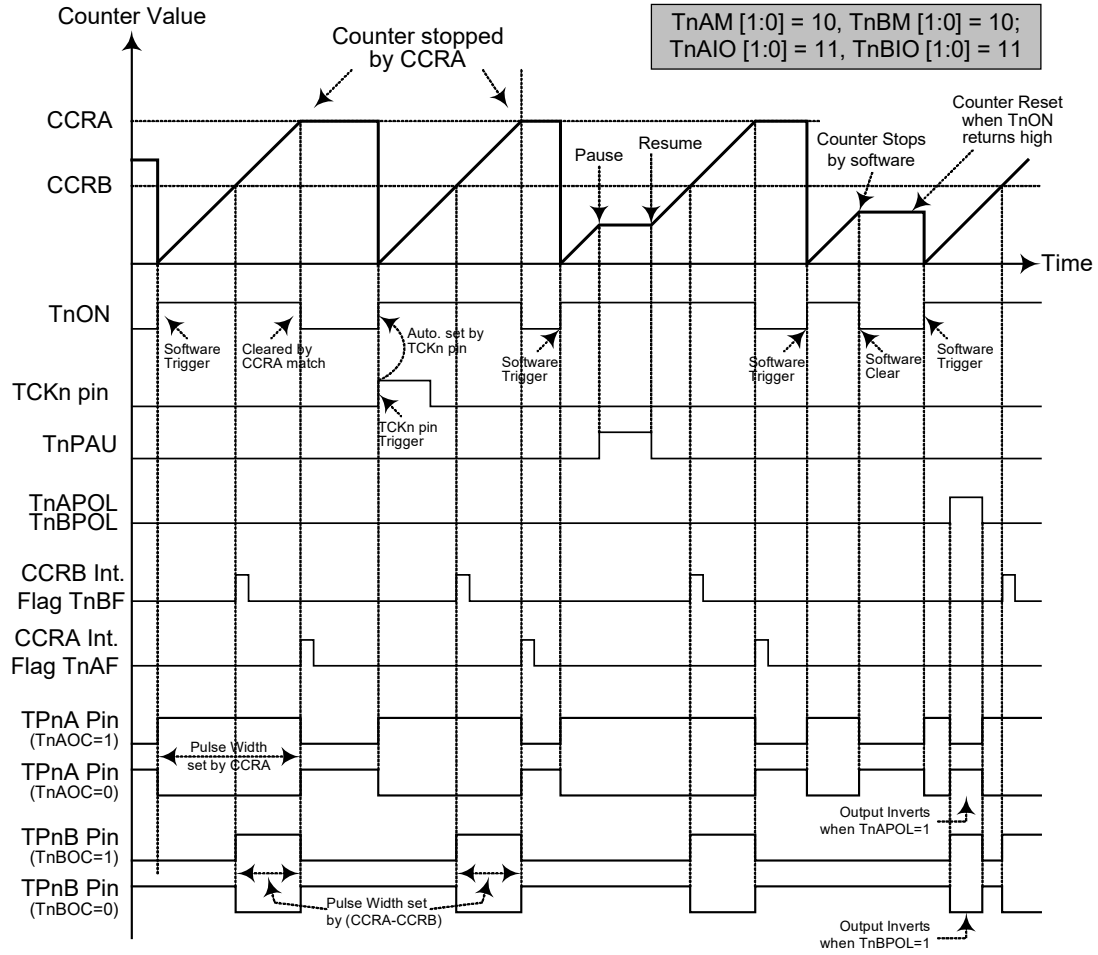 Counter Value
TnAM [1:0] = 10, TnBM [1:0] = 10;
TnAIO [1:0] = 11, TnBIO [1:0] = 11
Counter stopped
by CCRA
CCRA
CCRB
Pause
Resume
Counter Stops
by software
Counter Reset
when TnON
returns high
Time
TnON
Software
Trigger
Cleared by
CCRA match
Auto. set by
TCKn pin
Software
Trigger
Software
Trigger
Software
Clear
Software
Trigger
TCKn pin
TCKn pin
Trigger
TnPAU
TnAPOL
TnBPOL
CCRB Int.
Flag TnBF
CCRA Int.
Flag TnAF
TPnA Pin
(TnAOC=1)
Pulse Width
set by CCRA
TPnA Pin
(TnAOC=0)
Output Inverts
when TnAPOL=1
TPnB Pin
(TnBOC=1)
TPnB Pin
(TnBOC=0)
Pulse Width set
by (CCRA-CCRB)
Output Inverts
when TnBPOL=1